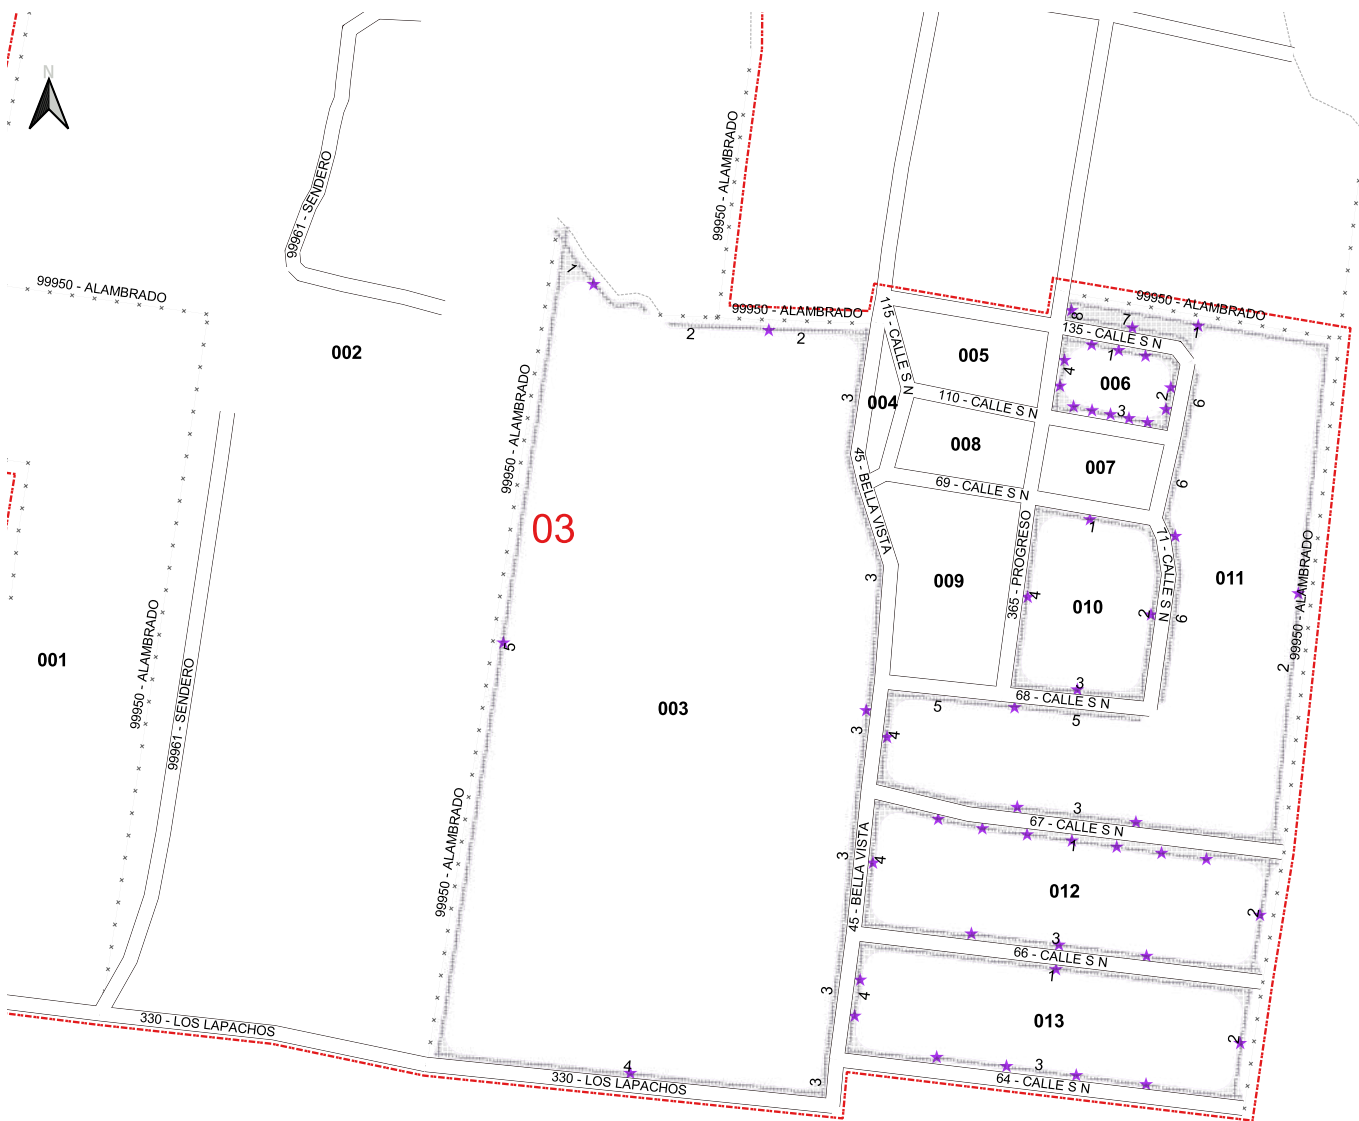 N
99950 - ALAMBRADO
99961 - SENDERO
99950 - ALAMBRADO
99950 - ALAMBRADO
99950 - ALAMBRADO
1
8
7
1
135 - CALLE S N
115 - CALLE S N
002
005
1
4
006
2
2
2
3
004
110 - CALLE S N
3
6
99950 - ALAMBRADO
008
007
45 - BELLA VISTA
69 - CALLE S N
6
03
1
365 - PROGRESO
71 - CALLE S N
99950 - ALAMBRADO
3
009
4
010
2
6
011
99950 - ALAMBRADO
99961 - SENDERO
001
5
2
3
68 - CALLE S N
003
3
4
5
5
99950 - ALAMBRADO
3
67 - CALLE S N
45 - BELLA VISTA
3
4
1
012
2
3
66 - CALLE S N
3
4
1
013
2
330 - LOS LAPACHOS
4
330 - LOS LAPACHOS
3
3
64 - CALLE S N